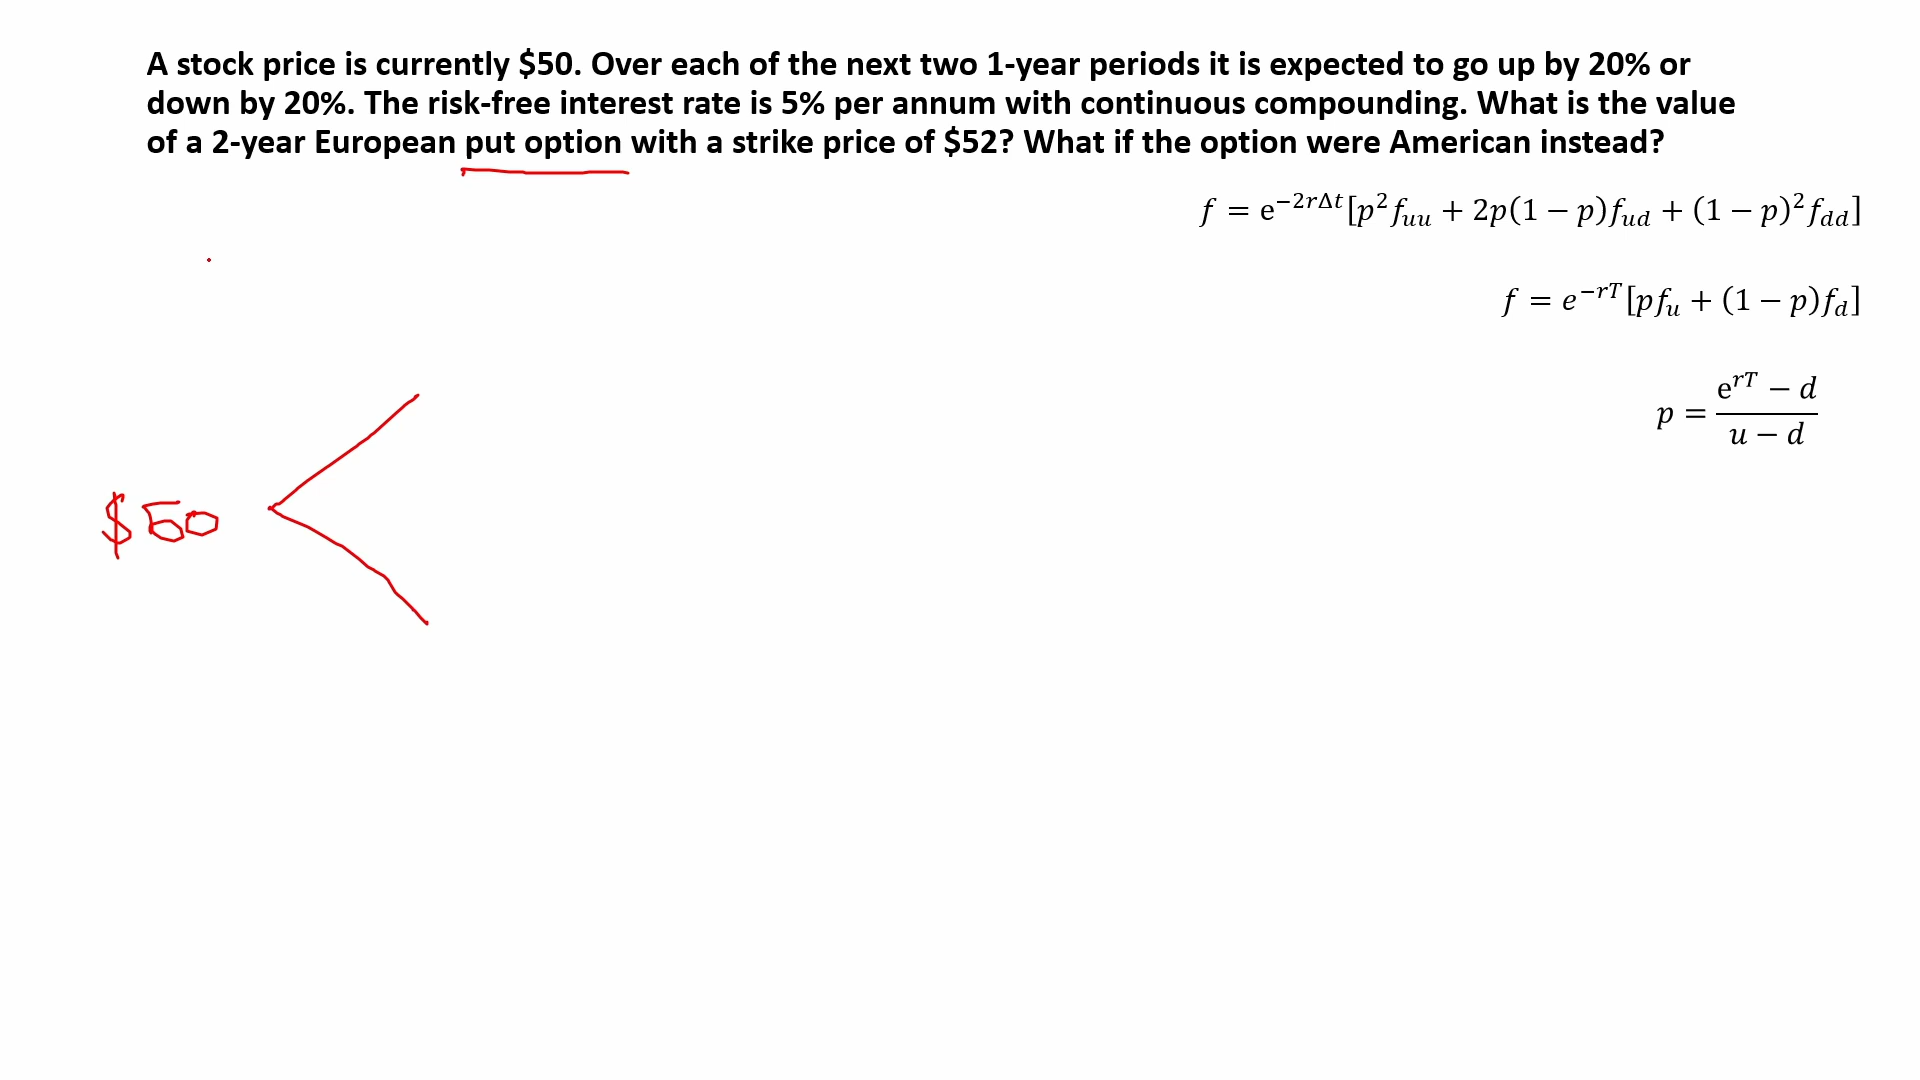 A stock price is currently $50. Over each of the next two 1-year periods it is expected to go up by 20% or
down by 20%. The risk-free interest rate is 5% per annum with continuous compounding. What is the value
of a 2-year European put option with a strike price of $52? What if the option were American instead?
f = e^{−2rΔt}[p²f_{uu} + 2p(1 − p)f_{ud} + (1 − p)²f_{dd}]
f = e^{−rT}[pf_u + (1 − p)f_d]
p = \frac{e^{rT} − d}{u − d}
$50